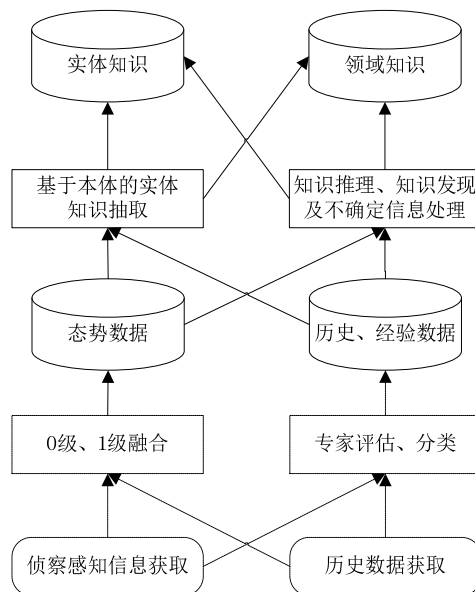 实体知识
领域知识
基于本体的实体
知识抽取
知识推理、知识发现
及不确定信息处理
态势数据
历史、经验数据
0级、1级融合
专家评估、分类
侦察感知信息获取
历史数据获取